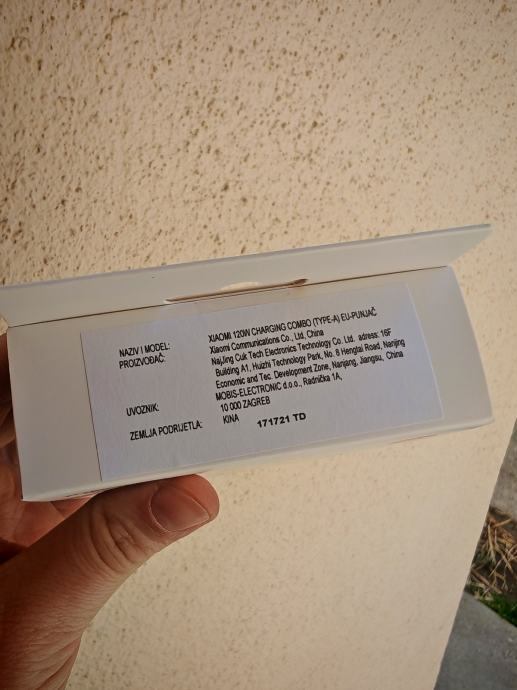 NAZIV I MODEL: XIAOMI 120W CHARGING COMBO (TYPE-A) EU-PUNJAČ
PROIZVOĐAČ: Xiaomi Communications Co., Ltd, China
NajJing Cuk Tech Electronics Technology Co. Ltd. adress: 16F
Building A1, Huizhi Technology Park, No. 8 Hengtai Road, Nanjing
Economic and Tec. Development Zone, Nanjang, Jiangsu, China
UVOZNIK: MOBIS-ELECTRONIC d.o.o., Radnička 1A,
10 000 ZAGREB
ZEMLJA PODRIJETLA: KINA 171721 TD